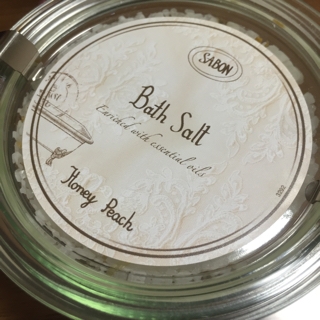 SABON
Bath Salt
Enriched with essential oils
Honey Peach